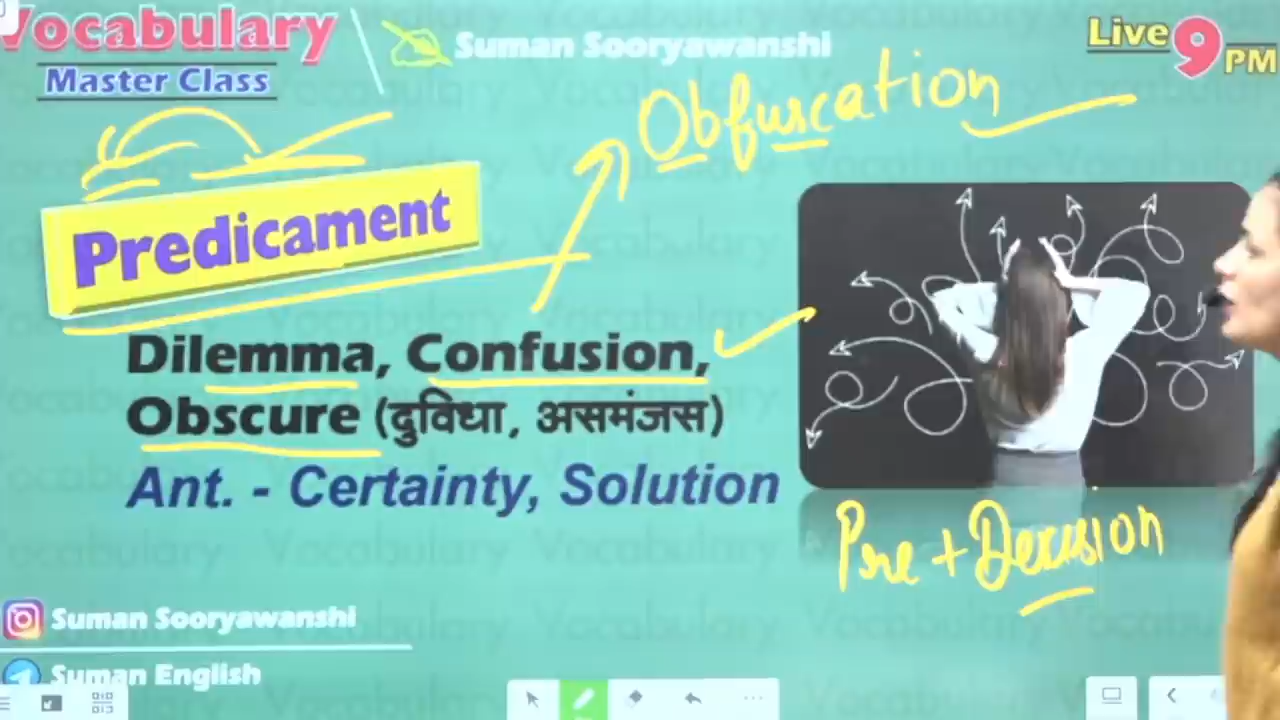 Vocabulary
Master Class
Suman Sooryawanshi
Live 9 PM
Obfuscation
Predicament
Dilemma, Confusion,
Obscure (दुविधा, असमंजस)
Ant. - Certainty, Solution
Pre + Decision
Suman Sooryawanshi
Suman English